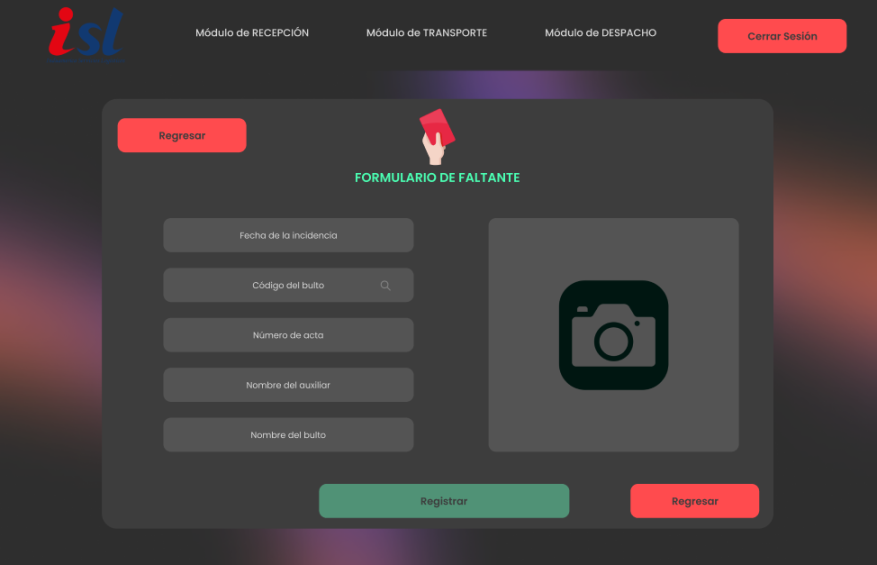 isl
Módulo de RECEPCIÓN
Módulo de TRANSPORTE
Módulo de DESPACHO
Cerrar Sesión
Regresar
FORMULARIO DE FALTANTE
Fecha de la incidencia
Código del bulto
Número de acta
Nombre del auxiliar
Nombre del bulto
Registrar
Regresar